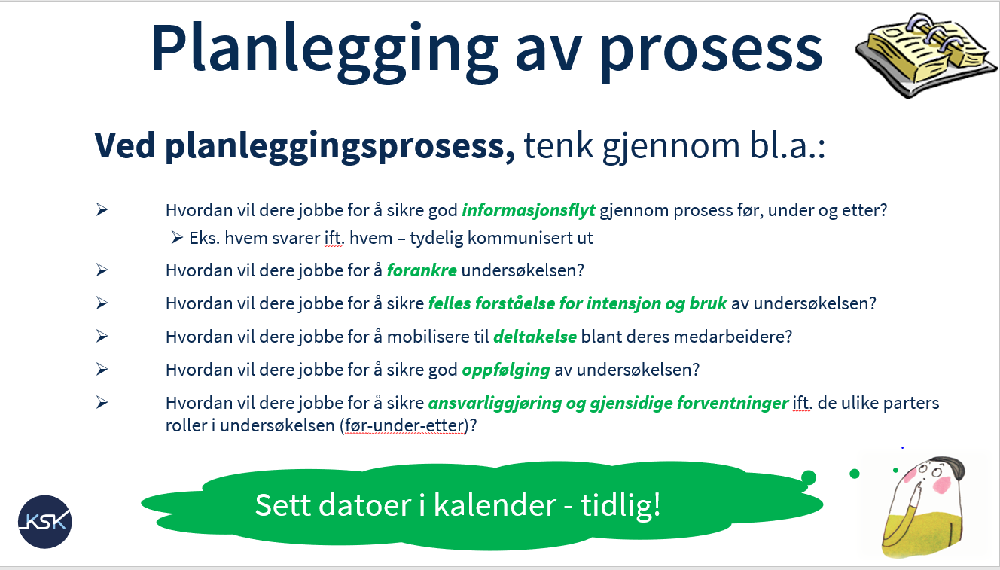 Planlegging av prosess
Ved planleggingsprosess, tenk gjennom bl.a.:
Hvordan vil dere jobbe for å sikre god informasjonsflyt gjennom prosess før, under og etter?
Eks. hvem svarer ift. hvem – tydelig kommunisert ut
Hvordan vil dere jobbe for å forankre undersøkelsen?
Hvordan vil dere jobbe for å sikre felles forståelse for intensjon og bruk av undersøkelsen?
Hvordan vil dere jobbe for å mobilisere til deltakelse blant deres medarbeidere?
Hvordan vil dere jobbe for å sikre god oppfølging av undersøkelsen?
Hvordan vil dere jobbe for å sikre ansvarliggjøring og gjensidige forventninger ift. de ulike parters
roller i undersøkelsen (før-under-etter)?
Sett datoer i kalender - tidlig!
KSK